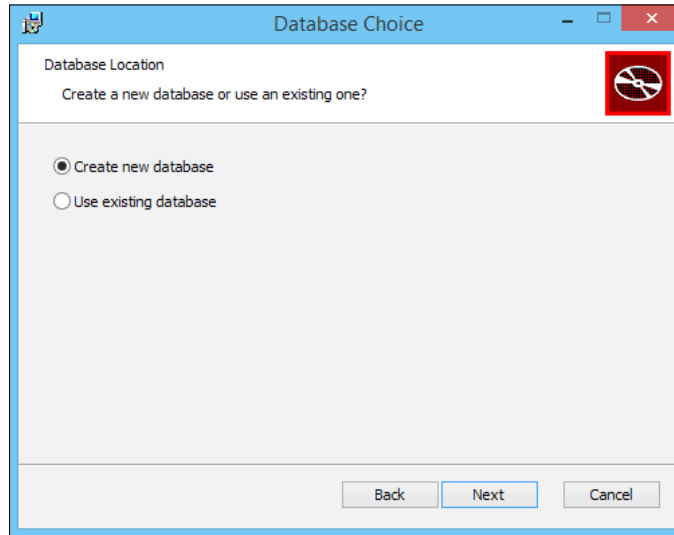 Database Choice
Database Location
Create a new database or use an existing one?
Create new database
Use existing database
Back Next Cancel